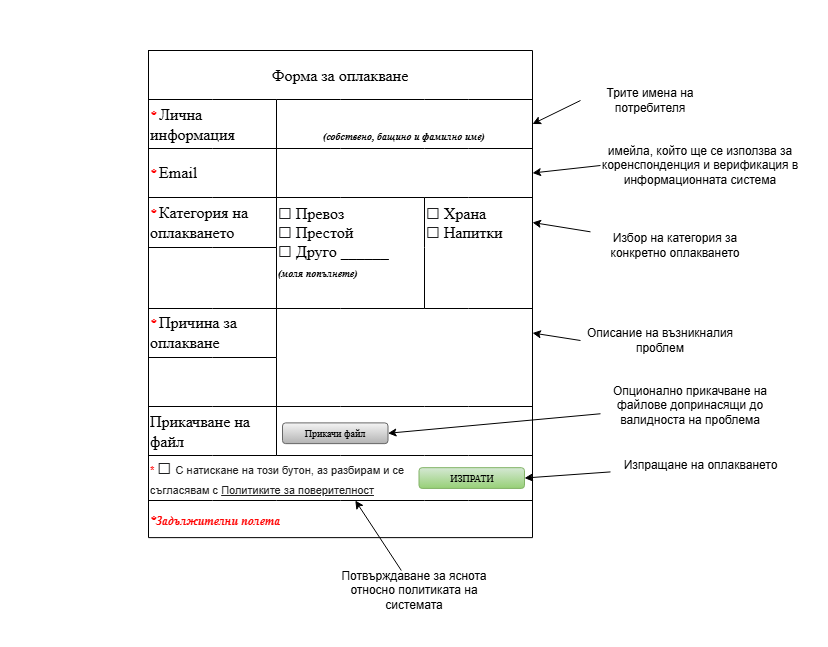 Форма за оплакване
* Лична
информация
(собствено, бащино и фамилно име)
Трите имена на
потребителя
* Email
имейла, който ще се използва за
коренспонденция и верификация в
информационната система
* Категория на
оплакването
☐ Превоз
☐ Престой
☐ Друго ______
(моля попълнете)
☐ Храна
☐ Напитки
Избор на категория за
конкретно оплакването
* Причина за
оплакване
Описание на възникналия
проблем
Прикачване на
файл
Прикачи файл
Опционално прикачване на
файлове допринасящи до
валидноста на проблема
* ☐ С натискане на този бутон, аз разбирам и се
съгласявам с Политиките за поверителност
ИЗПРАТИ
Изпращане на оплакването
*Задължителни полета
Потвърждаване за яснота
относно политиката на
системата